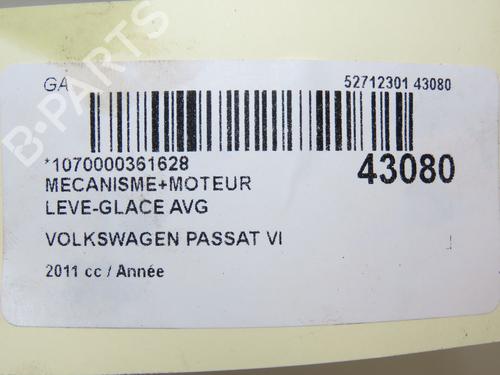 GA
52712301 43080
*1070000361628
43080
MECANISME+MOTEUR
LEVE-GLACE AVG
VOLKSWAGEN PASSAT VI
2011 cc / Année
B-PARTS